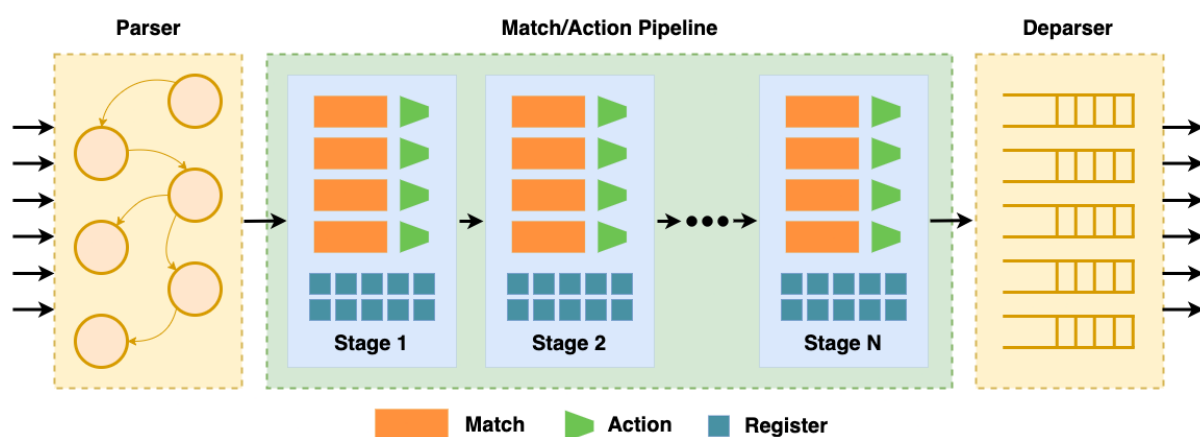 Parser
Match/Action Pipeline
Deparser
Stage 1
Stage 2
Stage N
Match
Action
Register